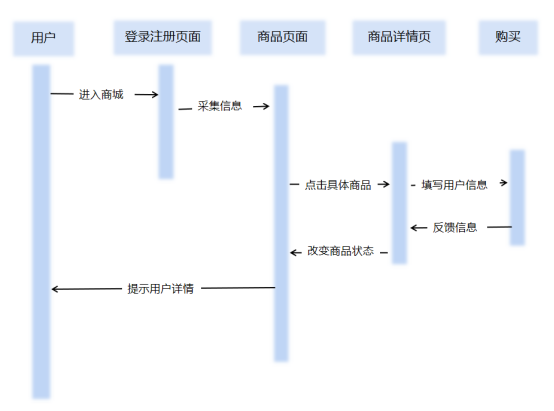 用户
登录注册页面
商品页面
商品详情页
购买
进入商城
采集信息
点击具体商品
填写用户信息
反馈信息
改变商品状态
提示用户详情